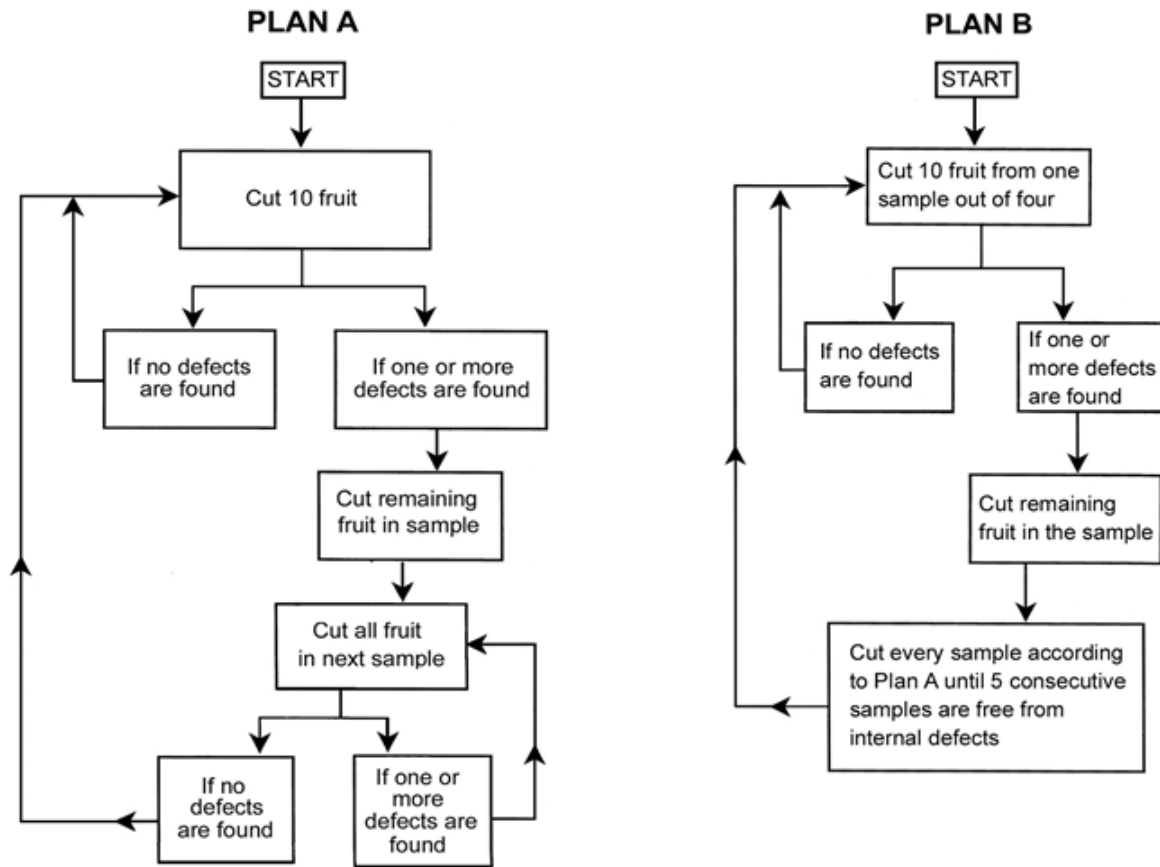 PLAN A
START
Cut 10 fruit
If no defects
are found
If one or more
defects are found
Cut remaining
fruit in sample
Cut all fruit
in next sample
If no
defects
are found
If one or
more
defects are
found
PLAN B
START
Cut 10 fruit from one
sample out of four
If no defects
are found
If one or
more defects
are found
Cut remaining
fruit in the sample
Cut every sample according
to Plan A until 5 consecutive
samples are free from
internal defects